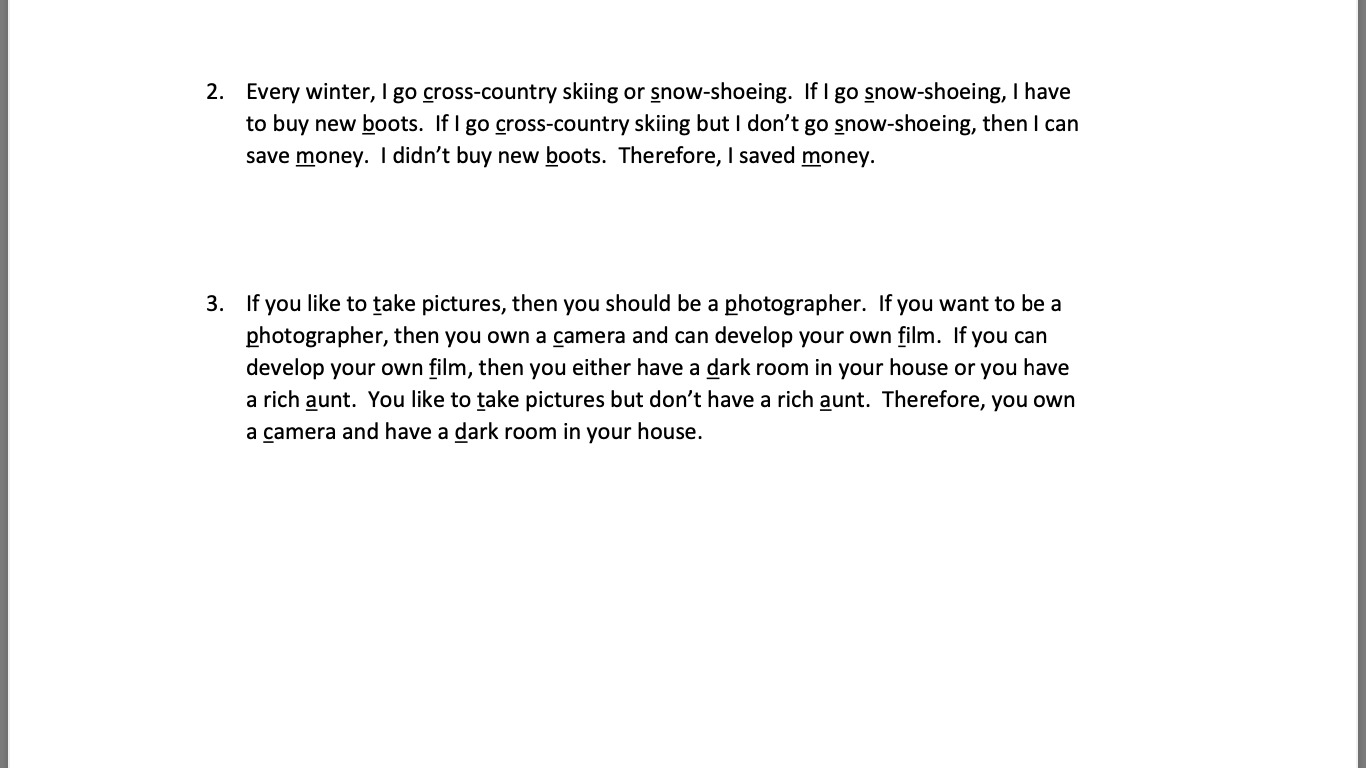 2. Every winter, I go cross-country skiing or snow-shoeing. If I go snow-shoeing, I have
to buy new boots. If I go cross-country skiing but I don’t go snow-shoeing, then I can
save money. I didn’t buy new boots. Therefore, I saved money.
3. If you like to take pictures, then you should be a photographer. If you want to be a
photographer, then you own a camera and can develop your own film. If you can
develop your own film, then you either have a dark room in your house or you have
a rich aunt. You like to take pictures but don’t have a rich aunt. Therefore, you own
a camera and have a dark room in your house.